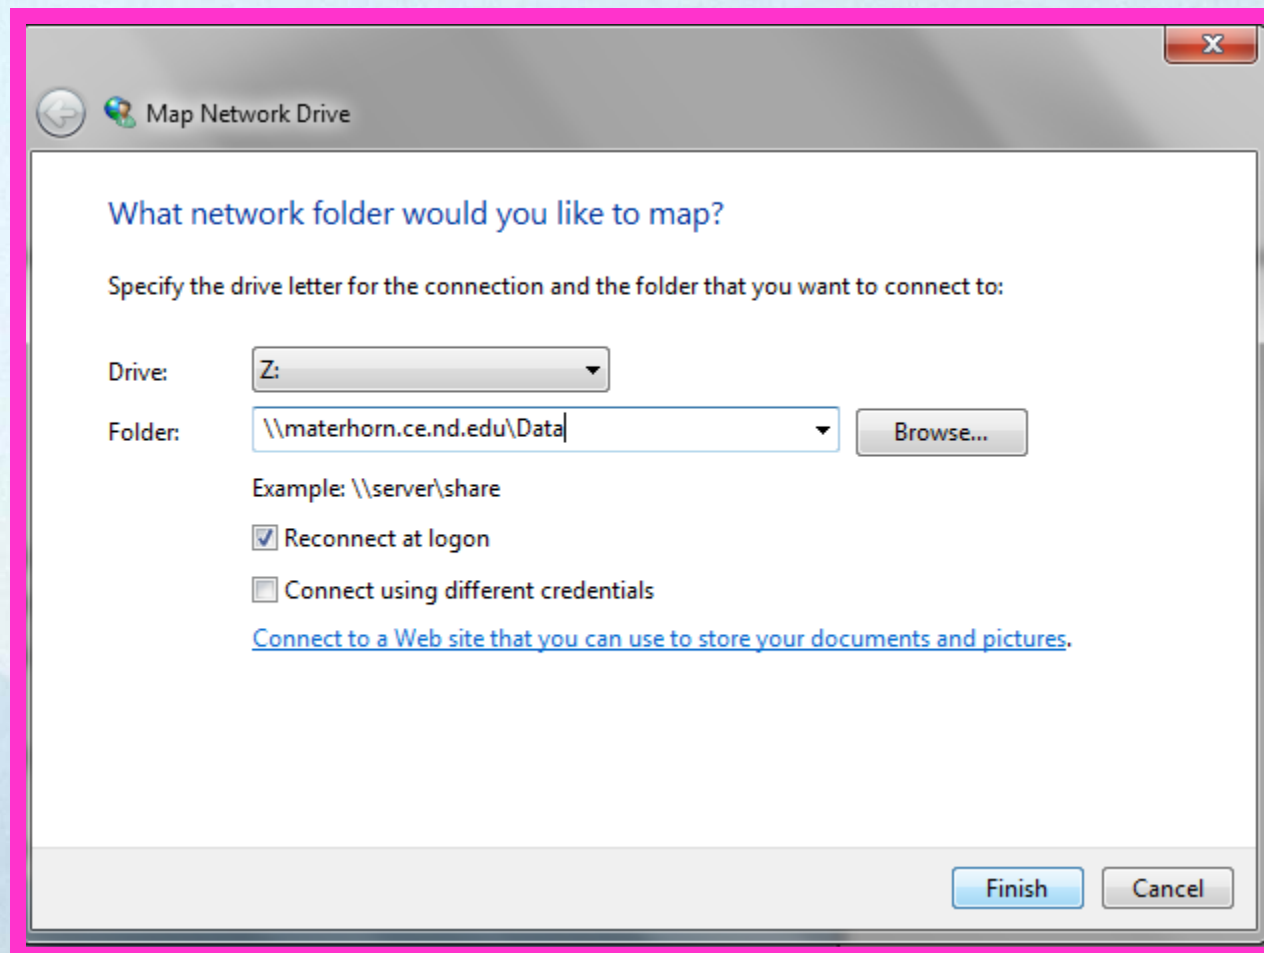 Map Network Drive
What network folder would you like to map?
Specify the drive letter for the connection and the folder that you want to connect to:
Drive: Z:
Folder: \\materhorn.ce.nd.edu\Data Browse...
Example: \\server\share
Reconnect at logon
Connect using different credentials
Connect to a Web site that you can use to store your documents and pictures.
Finish Cancel